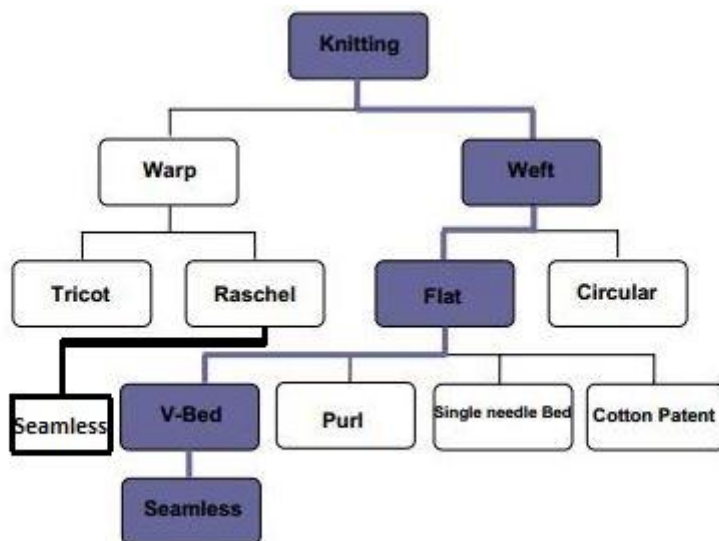 Knitting
Warp
Weft
Tricot
Raschel
Flat
Circular
Seamless
V-Bed
Purl
Single needle Bed
Cotton Patent
Seamless